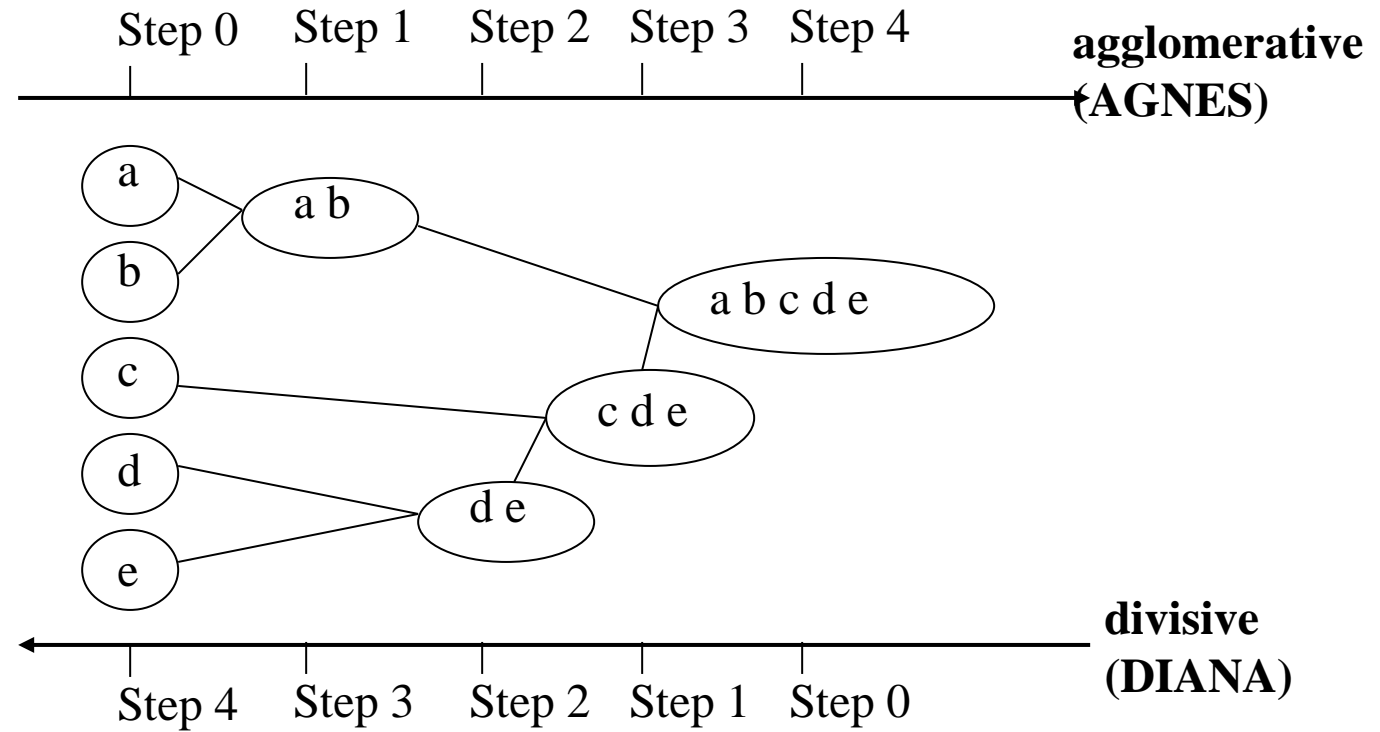 Step 0 Step 1 Step 2 Step 3 Step 4
agglomerative
(AGNES)
a
a b
b
a b c d e
c
c d e
d
d e
e
divisive
(DIANA)
Step 4 Step 3 Step 2 Step 1 Step 0